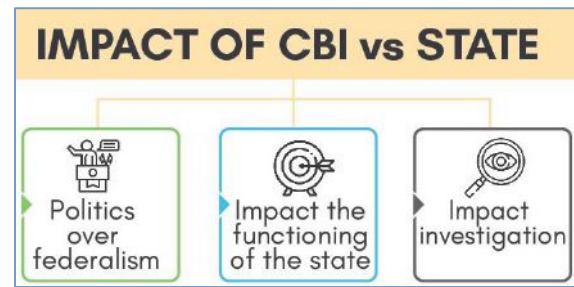 IMPACT OF CBI vs STATE
Politics
over
federalism
Impact the
functioning
of the state
Impact
investigation